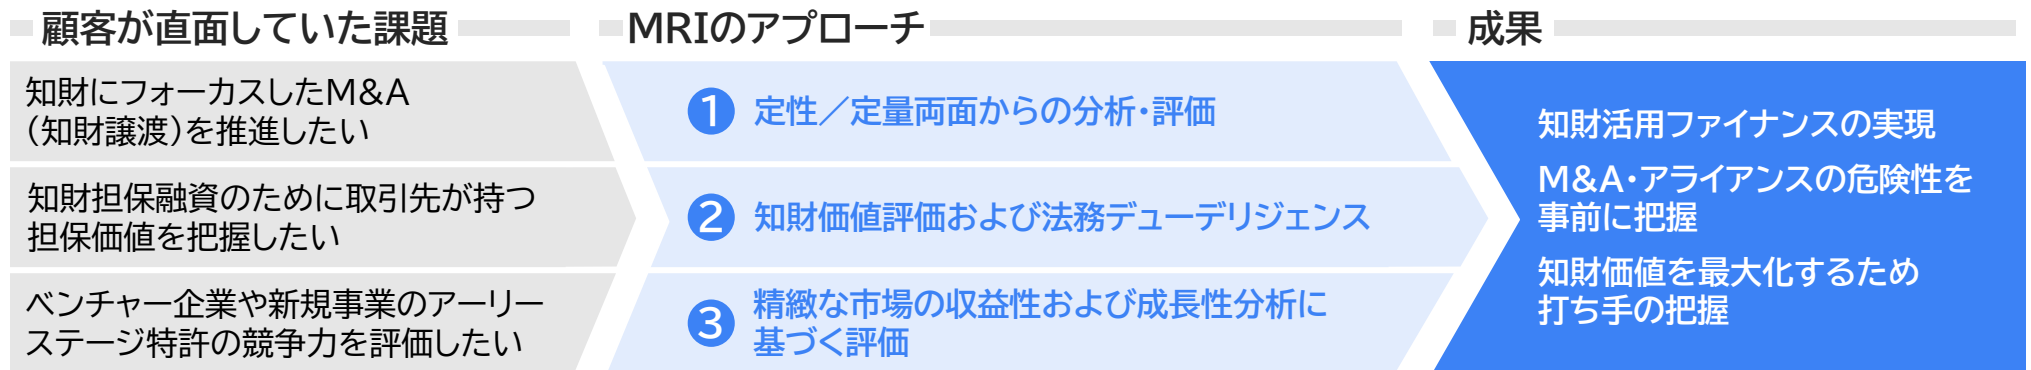 顧客が直面していた課題
知財にフォーカスしたM&A
（知財譲渡）を推進したい
知財担保融資のために取引先が持つ
担保価値を把握したい
ベンチャー企業や新規事業のアーリー
ステージ特許の競争力を評価したい
MRIのアプローチ
1 定性／定量両面からの分析・評価
2 知財価値評価および法務デューデリジェンス
3 精緻な市場の収益性および成長性分析に
基づく評価
成果
知財活用ファイナンスの実現
M&A・アライアンスの危険性を
事前に把握
知財価値を最大化するため
打ち手の把握